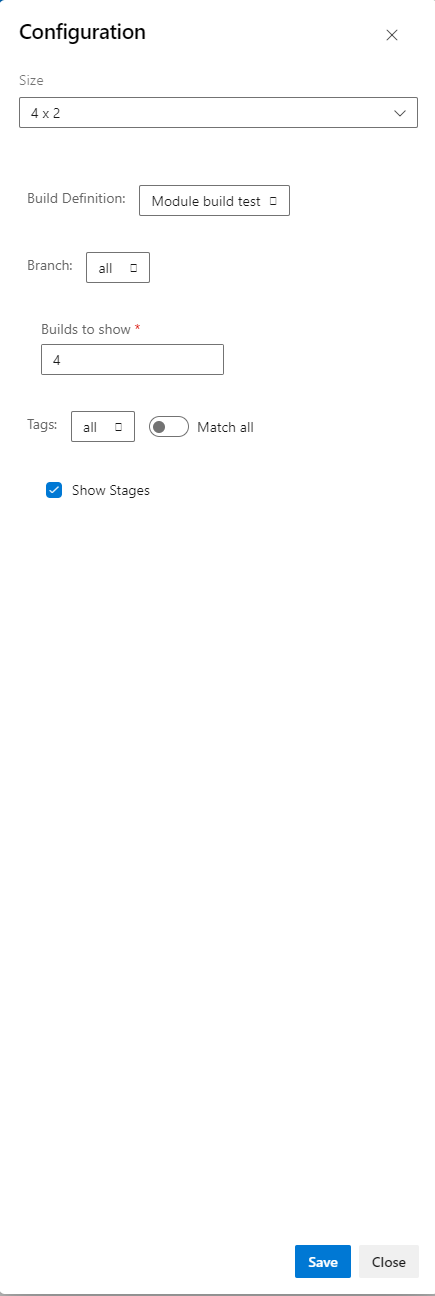 Configuration
Size
4 x 2
Build Definition: Module build test
Branch: all
Builds to show *
4
Tags: all Match all
Show Stages
Save Close